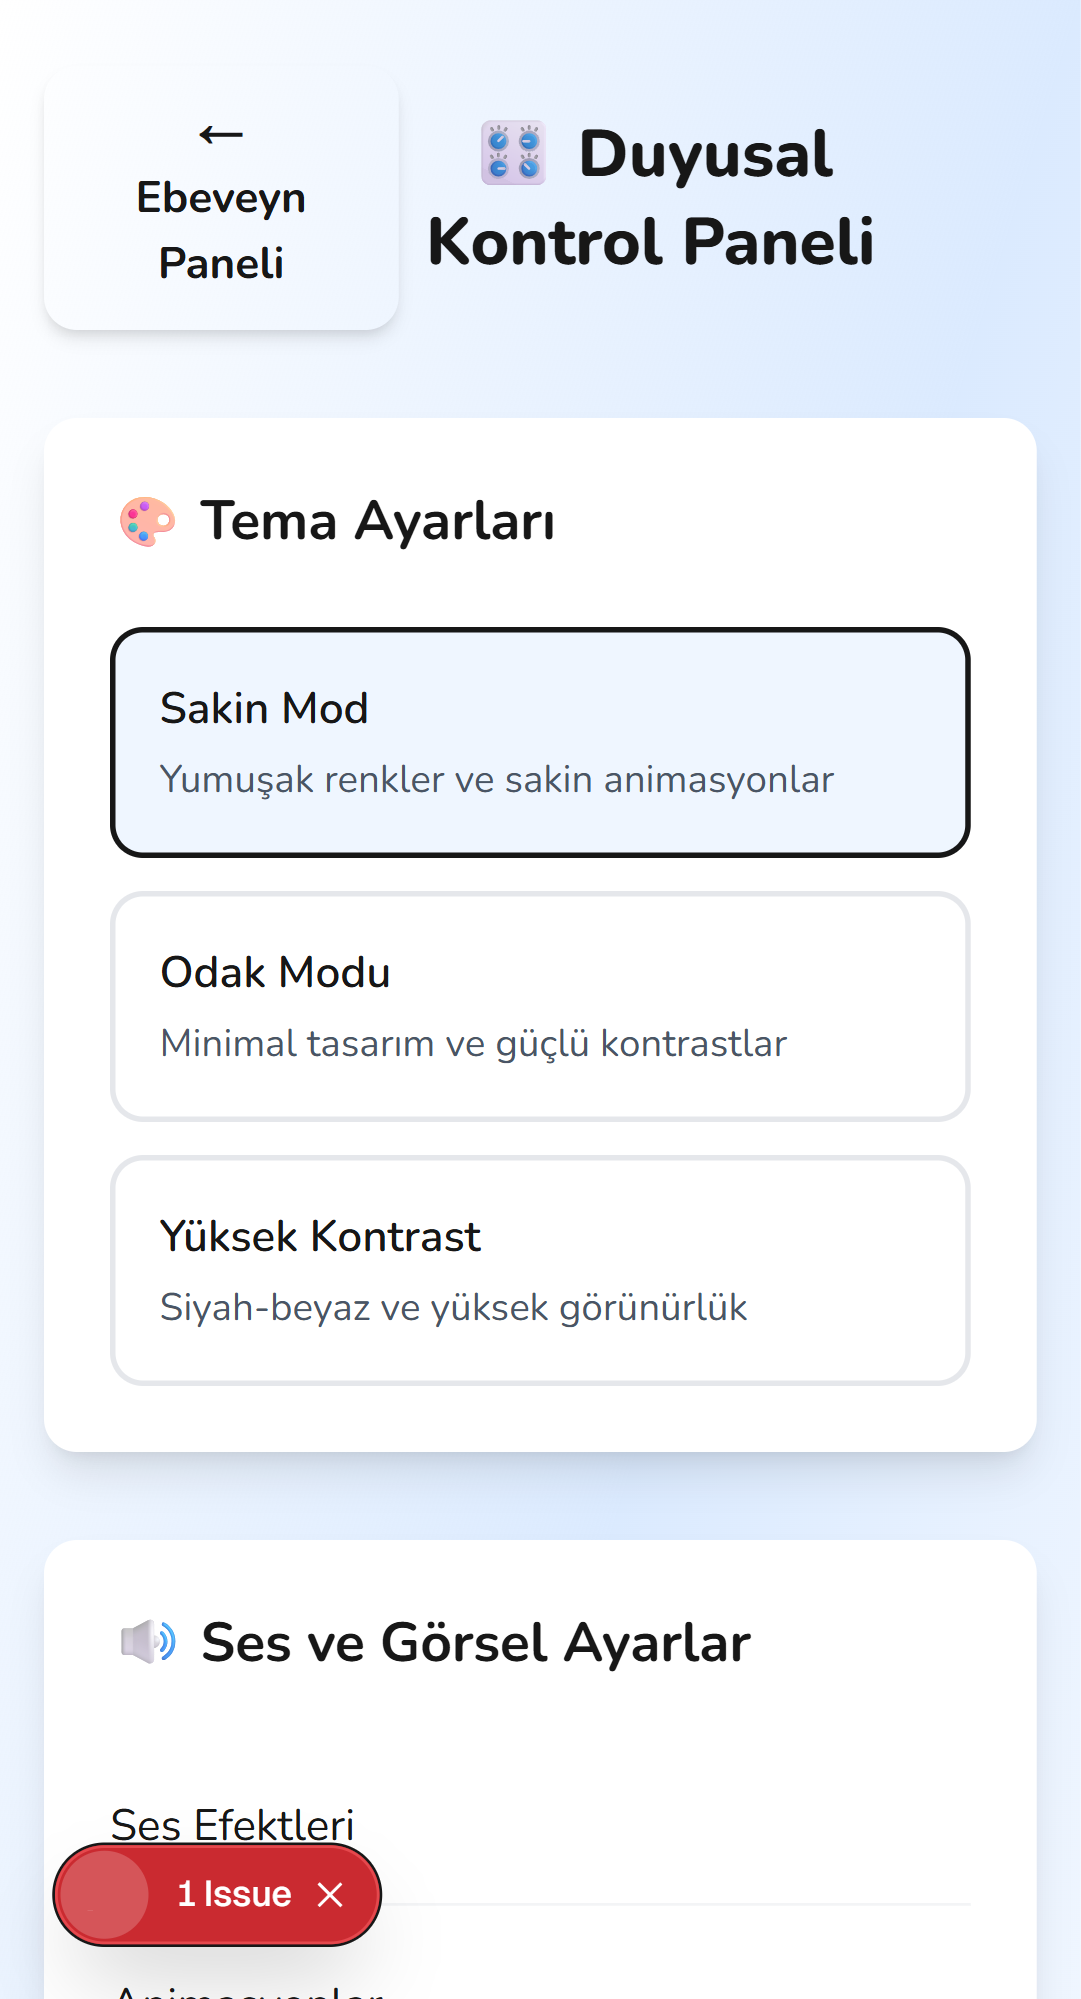 ←
Ebeveyn
Paneli
Duyusal
Kontrol Paneli
Tema Ayarları
Sakin Mod
Yumuşak renkler ve sakin animasyonlar
Odak Modu
Minimal tasarım ve güçlü kontrastlar
Yüksek Kontrast
Siyah-beyaz ve yüksek görünürlük
Ses ve Görsel Ayarlar
Ses Efektleri
1 Issue
Animasyonlar